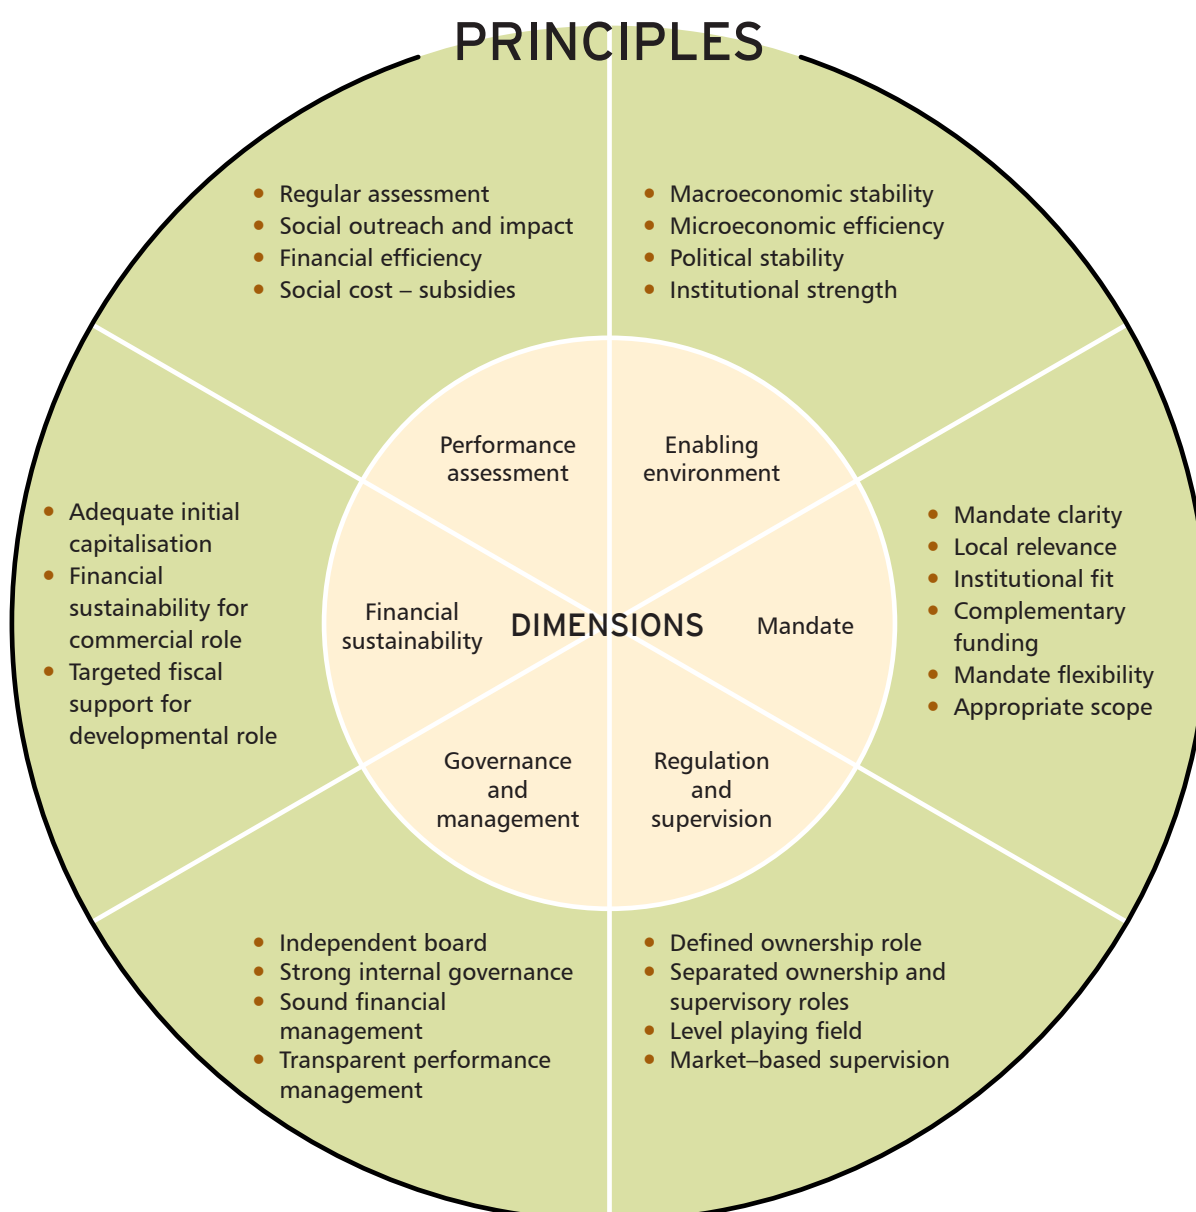 PRINCIPLES
• Regular assessment
• Social outreach and impact
• Financial efficiency
• Social cost – subsidies
• Macroeconomic stability
• Microeconomic efficiency
• Political stability
• Institutional strength
Performance
assessment
Enabling
environment
• Adequate initial
capitalisation
• Financial
sustainability for
commercial role
• Targeted fiscal
support for
developmental role
Financial
sustainability
DIMENSIONS
Mandate
• Mandate clarity
• Local relevance
• Institutional fit
• Complementary
funding
• Mandate flexibility
• Appropriate scope
Governance
and
management
Regulation
and
supervision
• Independent board
• Strong internal governance
• Sound financial
management
• Transparent performance
management
• Defined ownership role
• Separated ownership and
supervisory roles
• Level playing field
• Market–based supervision